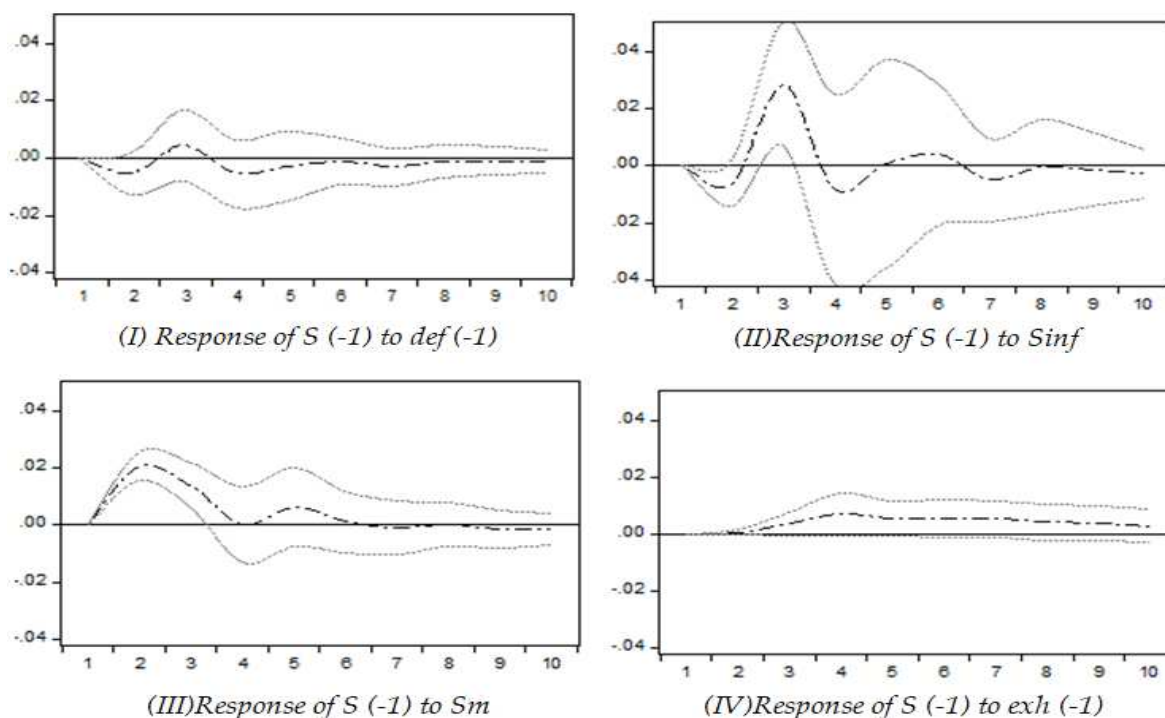 .04
.02
.00
-.02
-.04
1 2 3 4 5 6 7 8 9 10
(I) Response of S (-1) to def (-1)
.04
.02
.00
.02
.04
1 2 3 4 5 6 7 8 9 10
(II)Response of S (-1) to Sinf
.04
.02
.00
-.02
-.04
1 2 3 4 5 6 7 8 9 10
(III)Response of S (-1) to Sm
.04
.02
.00
-.02
-.04
1 2 3 4 5 6 7 8 9 10
(IV)Response of S (-1) to exh (-1)